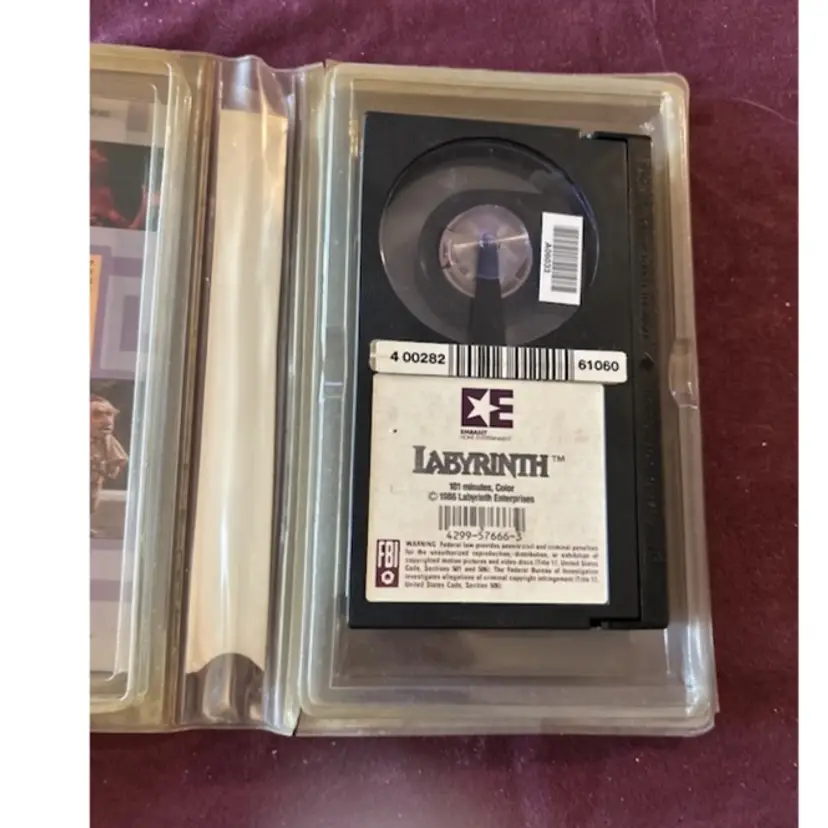 A06033
4 00282
61060
EMBASSY
HOME ENTERTAINMENT
LABYRINTH™
101 minutes, Color
© 1986 Labyrinth Enterprises
4299-57666-3
FBI
WARNING: Federal law provides severe civil and criminal penalties
for the unauthorized reproduction, distribution, or exhibition of
copyrighted motion pictures and video discs (Title 17, United States
Code, Sections 501 and 506). The Federal Bureau of Investigation
investigates allegations of criminal copyright infringement (Title 17,
United States Code, Section 506).